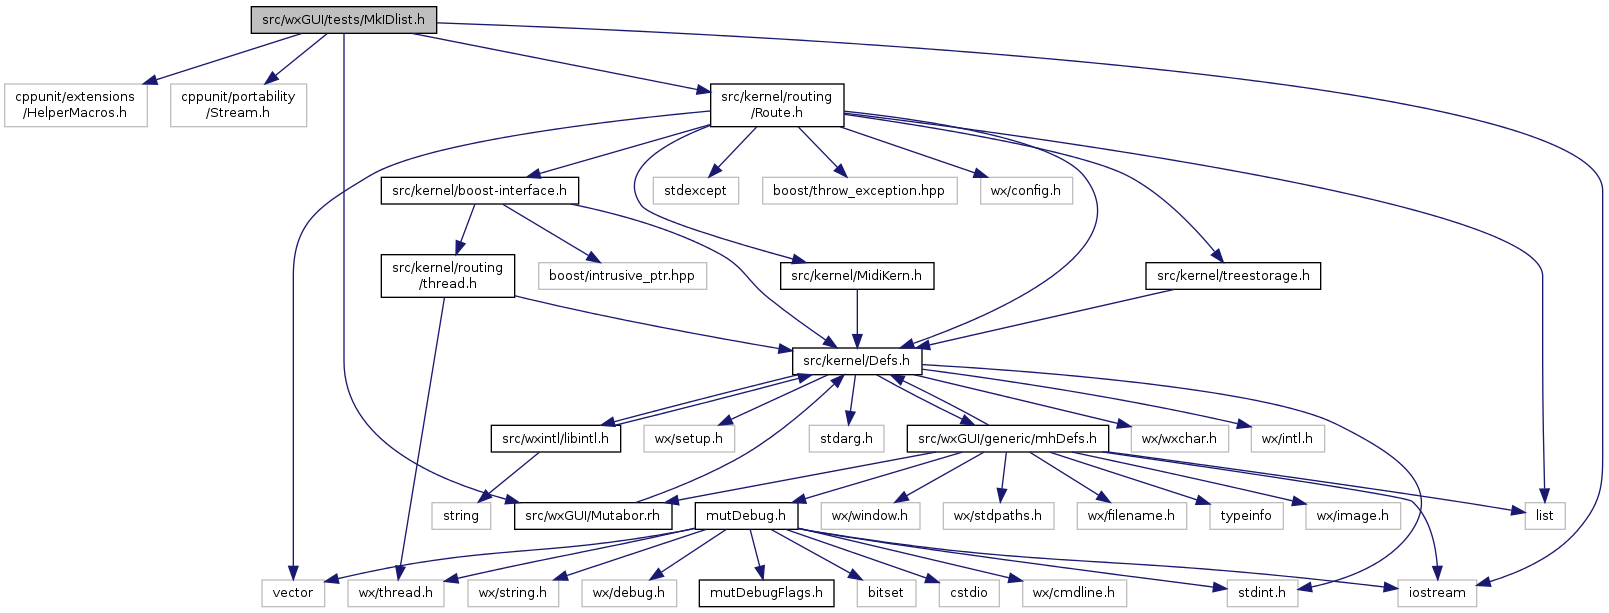 src/wxGUI/tests/MkIDlist.h
cppunit/extensions
/HelperMacros.h
cppunit/portability
/Stream.h
src/kernel/routing
/Route.h
src/kernel/boost-interface.h
stdexcept
boost/throw_exception.hpp
wx/config.h
src/kernel/routing
/thread.h
boost/intrusive_ptr.hpp
src/kernel/MidiKern.h
src/kernel/treestorage.h
src/kernel/Defs.h
src/wxintl/libintl.h
wx/setup.h
stdarg.h
src/wxGUI/generic/mhDefs.h
wx/wxchar.h
wx/intl.h
string
src/wxGUI/Mutabor.rh
mutDebug.h
wx/window.h
wx/stdpaths.h
wx/filename.h
typeinfo
wx/image.h
list
vector
wx/thread.h
wx/string.h
wx/debug.h
mutDebugFlags.h
bitset
cstdio
wx/cmdline.h
stdint.h
iostream